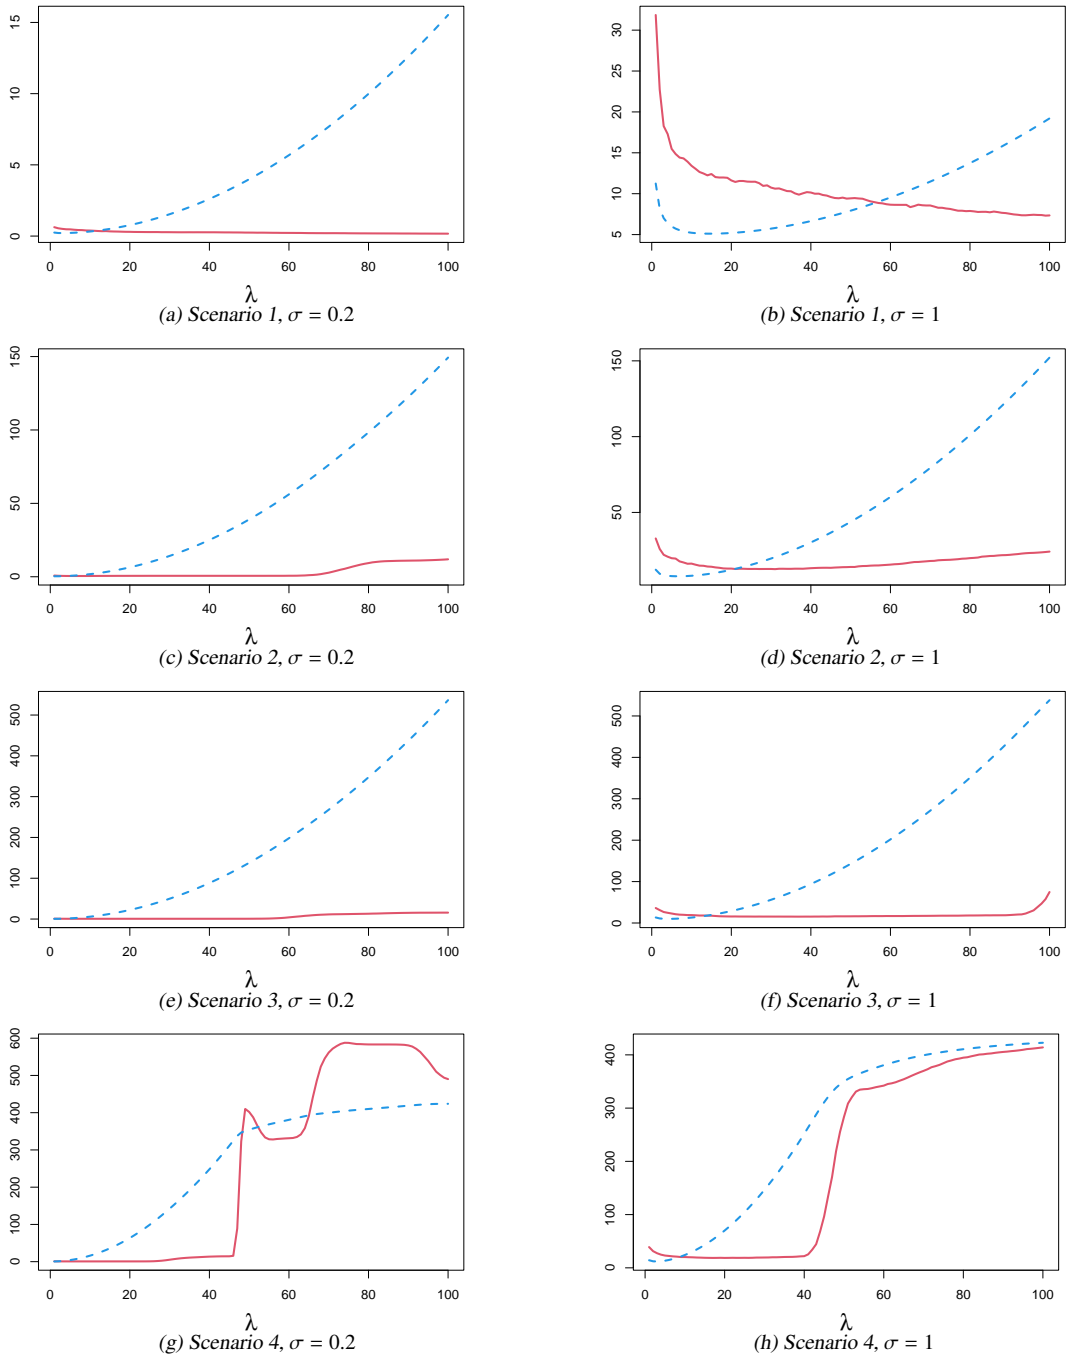 15
10
5
0
0 20 40 60 80 100
λ
(a) Scenario 1, σ = 0.2
30
25
20
15
10
5
0 20 40 60 80 100
λ
(b) Scenario 1, σ = 1
150
100
50
0
0 20 40 60 80 100
λ
(c) Scenario 2, σ = 0.2
150
100
50
0 20 40 60 80 100
λ
(d) Scenario 2, σ = 1
500
400
300
200
100
0
0 20 40 60 80 100
λ
(e) Scenario 3, σ = 0.2
500
400
300
200
100
0
0 20 40 60 80 100
λ
(f) Scenario 3, σ = 1
600
500
400
300
200
100
0
0 20 40 60 80 100
λ
(g) Scenario 4, σ = 0.2
400
300
200
100
0
0 20 40 60 80 100
λ
(h) Scenario 4, σ = 1